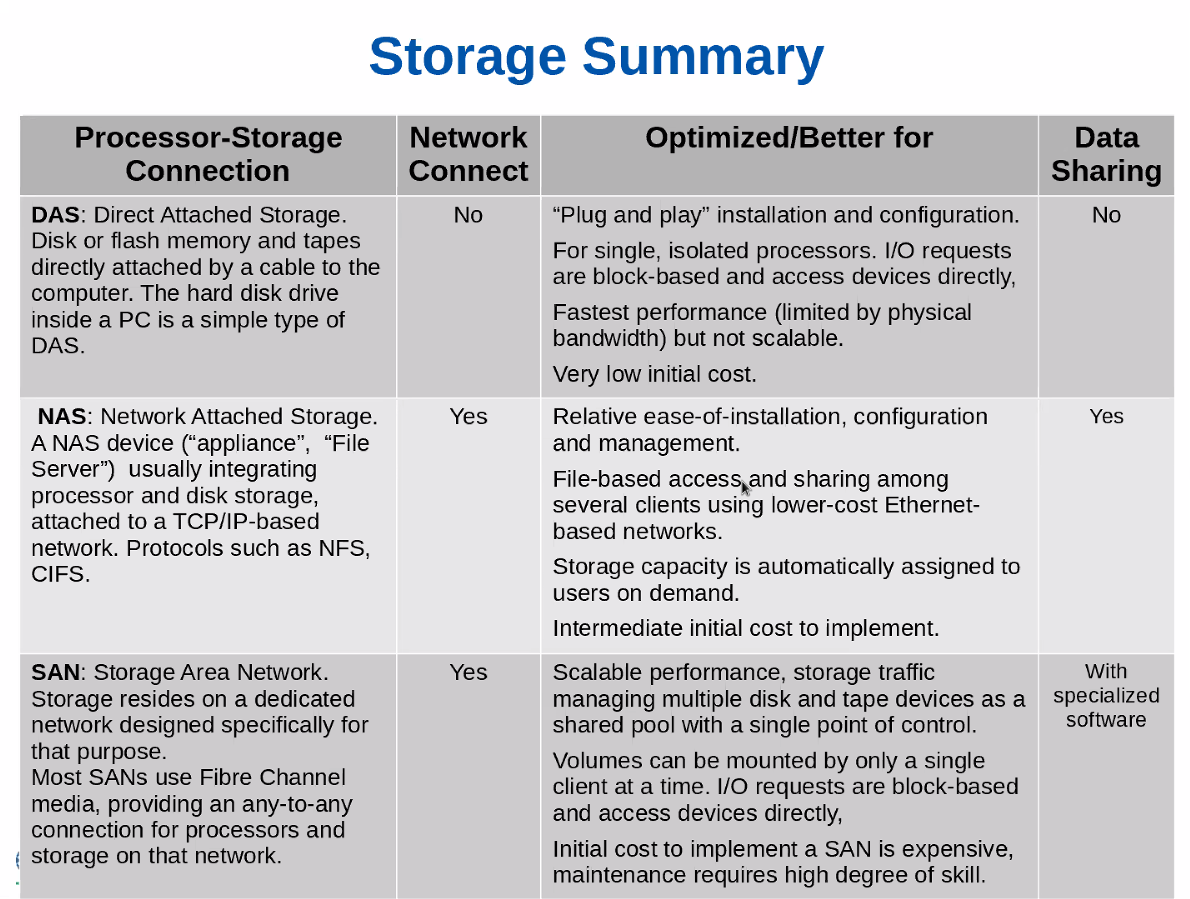 Storage Summary
Processor-Storage
Connection
Network
Connect
Optimized/Better for
Data
Sharing
DAS: Direct Attached Storage.
Disk or flash memory and tapes
directly attached by a cable to the
computer. The hard disk drive
inside a PC is a simple type of
DAS.
No
“Plug and play” installation and configuration.
For single, isolated processors. I/O requests
are block-based and access devices directly,
Fastest performance (limited by physical
bandwidth) but not scalable.
Very low initial cost.
No
NAS: Network Attached Storage.
A NAS device (“appliance”, “File
Server”) usually integrating
processor and disk storage,
attached to a TCP/IP-based
network. Protocols such as NFS,
CIFS.
Yes
Relative ease-of-installation, configuration
and management.
File-based access and sharing among
several clients using lower-cost Ethernet-
based networks.
Storage capacity is automatically assigned to
users on demand.
Intermediate initial cost to implement.
Yes
SAN: Storage Area Network.
Storage resides on a dedicated
network designed specifically for
that purpose.
Most SANs use Fibre Channel
media, providing an any-to-any
connection for processors and
storage on that network.
Yes
Scalable performance, storage traffic
managing multiple disk and tape devices as a
shared pool with a single point of control.
Volumes can be mounted by only a single
client at a time. I/O requests are block-based
and access devices directly,
Initial cost to implement a SAN is expensive,
maintenance requires high degree of skill.
With
specialized
software